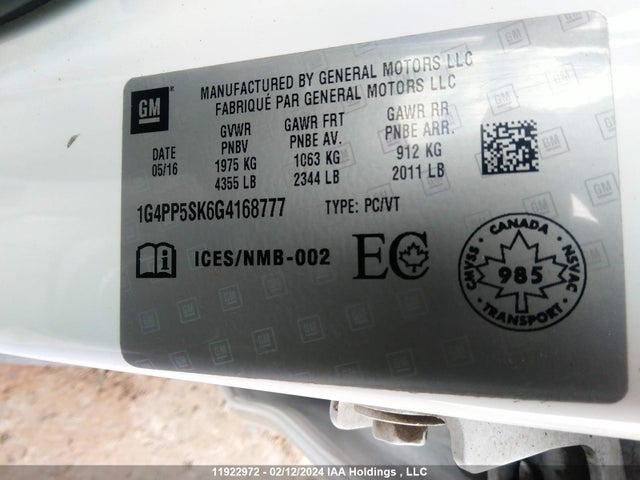 GM
MANUFACTURED BY GENERAL MOTORS LLC
FABRIQUÉ PAR GENERAL MOTORS LLC
DATE
05/16
GVWR
PNBV
1975 KG
4355 LB
GAWR FRT
PNBE AV.
1063 KG
2344 LB
GAWR RR
PNBE ARR.
912 KG
2011 LB
1G4PP5SK6G4168777 TYPE: PC/VT
ICES/NMB-002
EC
CANADA
CMVSS
NSVAC
985
TRANSPORT
11922972 - 02/12/2024 IAA Holdings , LLC